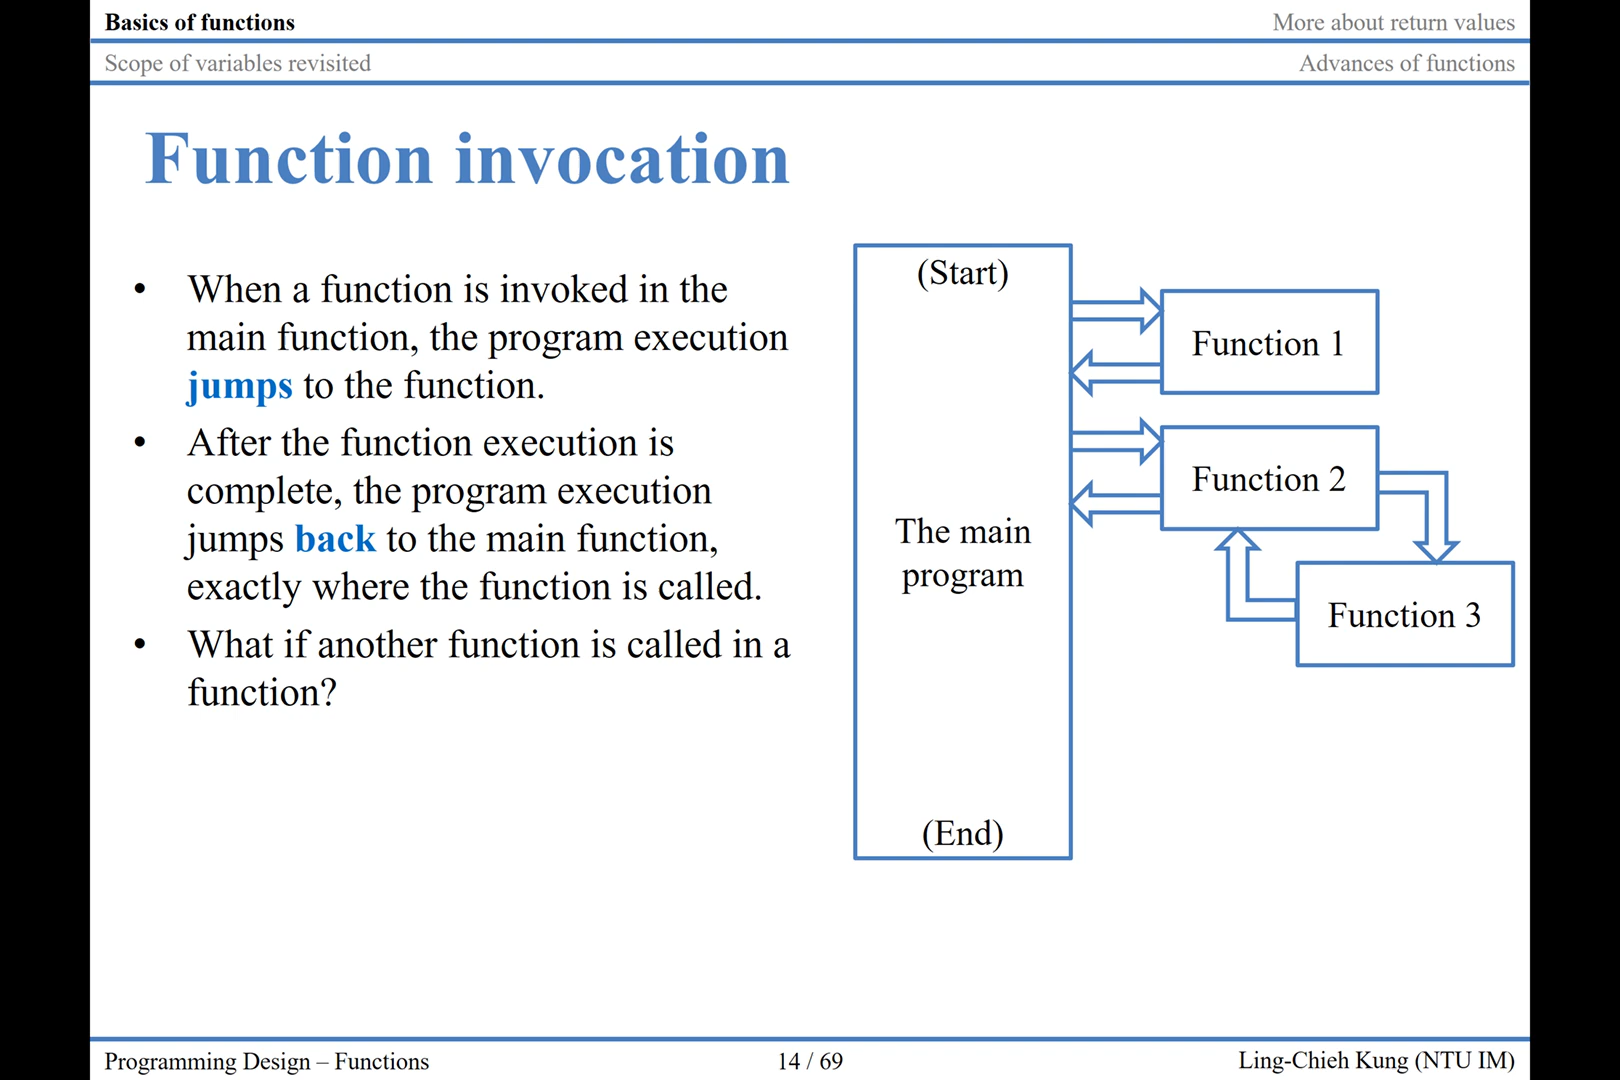 Basics of functions
More about return values
Scope of variables revisited
Advances of functions
Function invocation
• When a function is invoked in the
main function, the program execution
jumps to the function.
• After the function execution is
complete, the program execution
jumps back to the main function,
exactly where the function is called.
• What if another function is called in a
function?
(Start)
The main
program
(End)
Function 1
Function 2
Function 3
Programming Design – Functions
14 / 69
Ling-Chieh Kung (NTU IM)